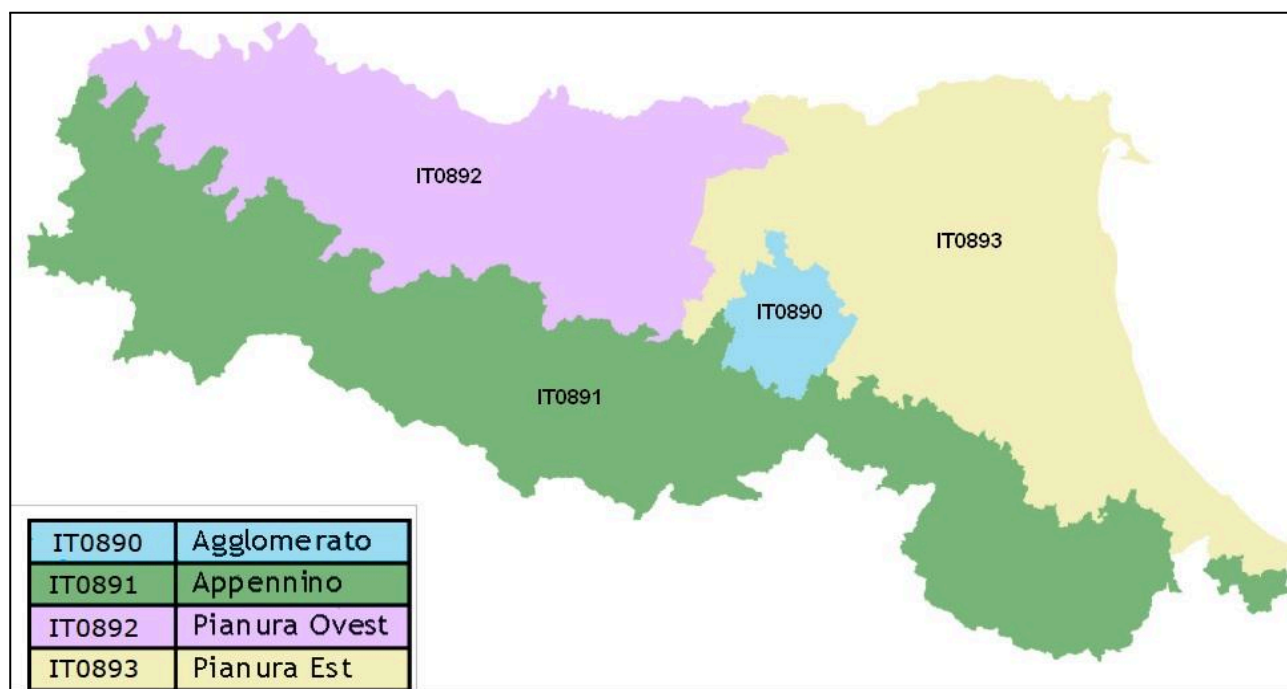 IT0892
IT0893
IT0890
IT0891
IT0890 Agglomerato
IT0891 Appennino
IT0892 Pianura Ovest
IT0893 Pianura Est